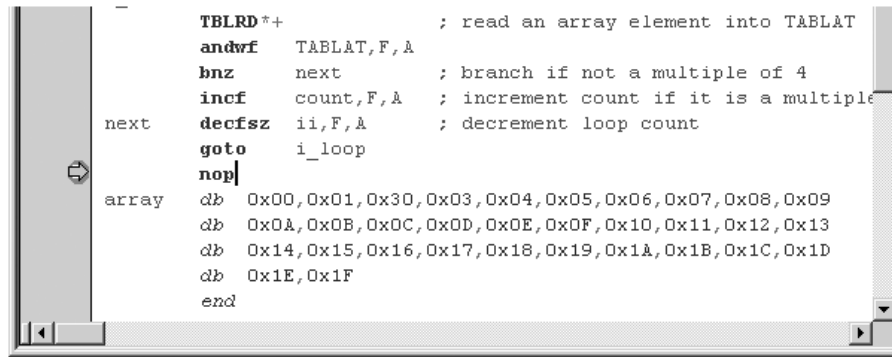 TBLRD*+ ; read an array element into TABLAT
andwf TABLAT,F,A
bnz next ; branch if not a multiple of 4
incf count,F,A ; increment count if it is a multiple
next decfsz ii,F,A ; decrement loop count
goto i_loop
nop
array db 0x00,0x01,0x30,0x03,0x04,0x05,0x06,0x07,0x08,0x09
db 0x0A,0x0B,0x0C,0x0D,0x0E,0x0F,0x10,0x11,0x12,0x13
db 0x14,0x15,0x16,0x17,0x18,0x19,0x1A,0x1B,0x1C,0x1D
db 0x1E,0x1F
end